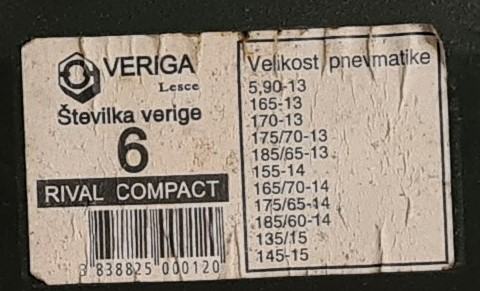 VERIGA
Lesce
Številka verige
6
RIVAL COMPACT
3 838825 000120
Velikost pnevmatike
5,90-13
165-13
170-13
175/70-13
185/65-13
155-14
165/70-14
175/65-14
185/60-14
135/15
145-15